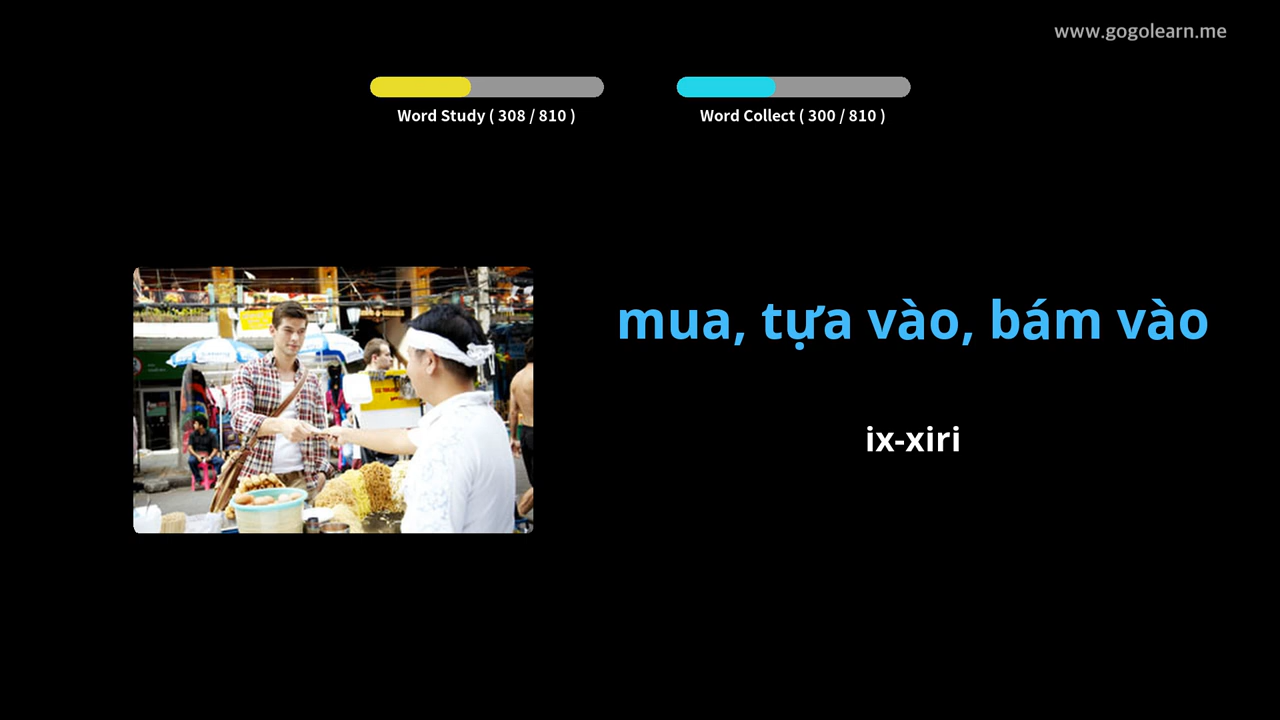 www.gogolearn.me
Word Study ( 308 / 810 )
Word Collect ( 300 / 810 )
mua, tựa vào, bám vào
ix-xiri